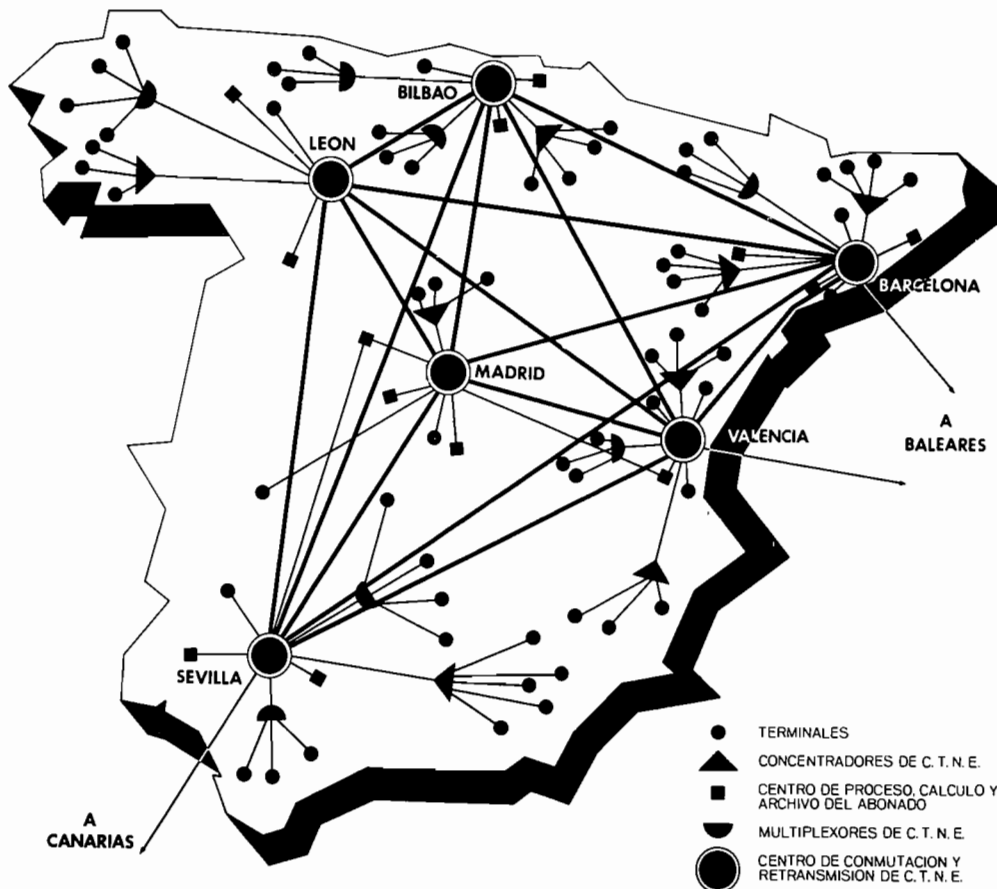 BILBAO
LEON
BARCELONA
MADRID
VALENCIA
A
BALEARES
SEVILLA
A
CANARIAS
TERMINALES
CONCENTRADORES DE C.T.N.E.
CENTRO DE PROCESO, CALCULO Y
ARCHIVO DEL ABONADO
MULTIPLEXORES DE C.T.N.E.
CENTRO DE CONMUTACION Y
RETRANSMISION DE C.T.N.E.